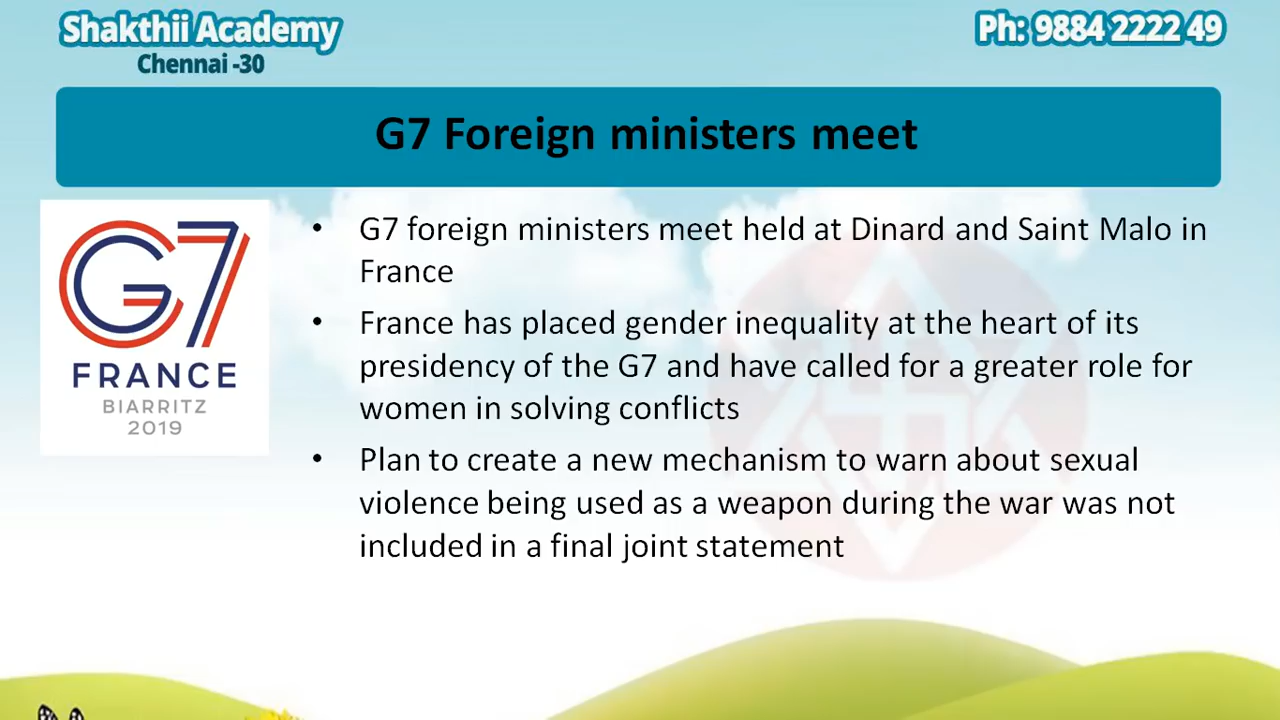 Shakthii Academy
Chennai -30
Ph: 9884 2222 49
G7 Foreign ministers meet
G7
FRANCE
BIARRITZ
2019
• G7 foreign ministers meet held at Dinard and Saint Malo in
France
• France has placed gender inequality at the heart of its
presidency of the G7 and have called for a greater role for
women in solving conflicts
• Plan to create a new mechanism to warn about sexual
violence being used as a weapon during the war was not
included in a final joint statement